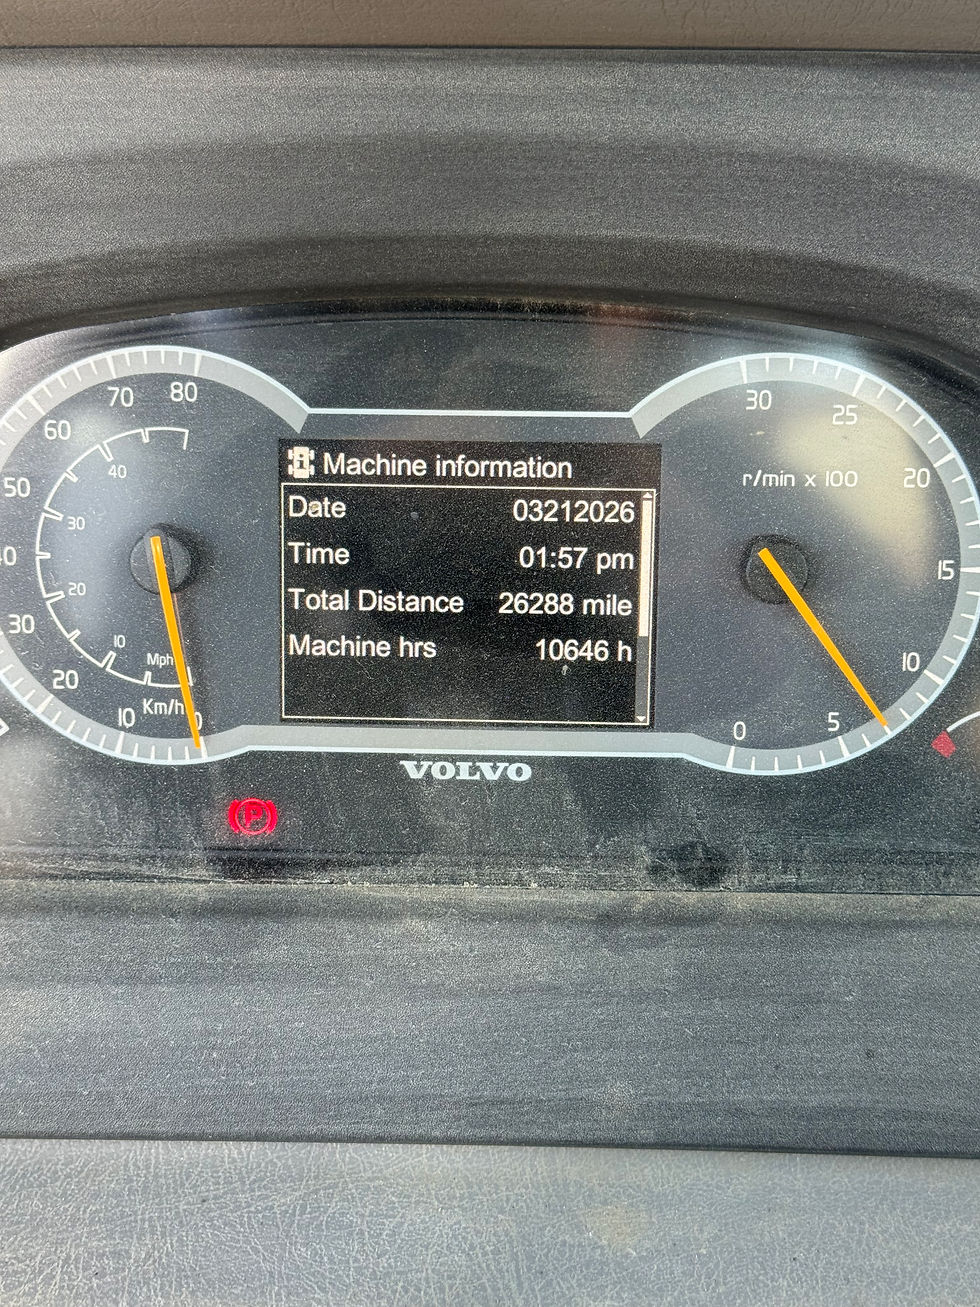 70 80
60
50
40
30
20
10
40
30
20
10
Mph
Km/h 0
Machine information
Date 03212026
Time 01:57 pm
Total Distance 26288 mile
Machine hrs 10646 h
30
25
r/min x 100
20
15
10
5
0
VOLVO
P